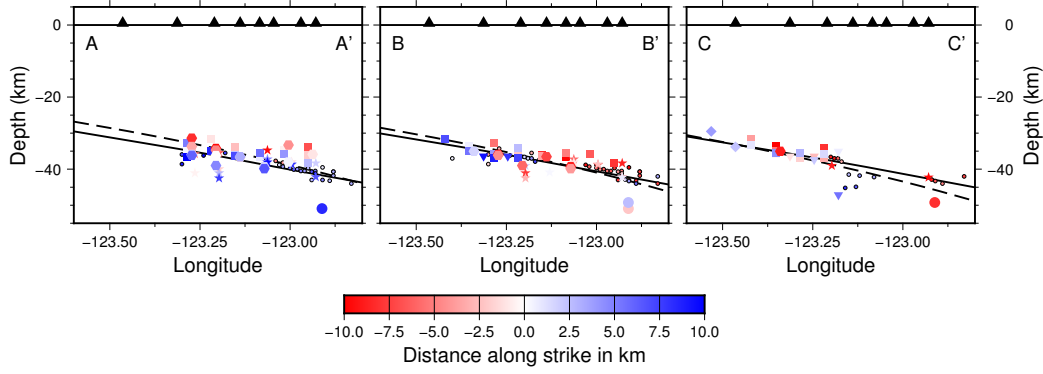 A A'
B B'
C C'
0
−20
−40
Depth (km)
0
−20
−40
Depth (km)
−123.50 −123.25 −123.00
−123.50 −123.25 −123.00
−123.50 −123.25 −123.00
Longitude
Longitude
Longitude
−10.0 −7.5 −5.0 −2.5 0.0 2.5 5.0 7.5 10.0
Distance along strike in km